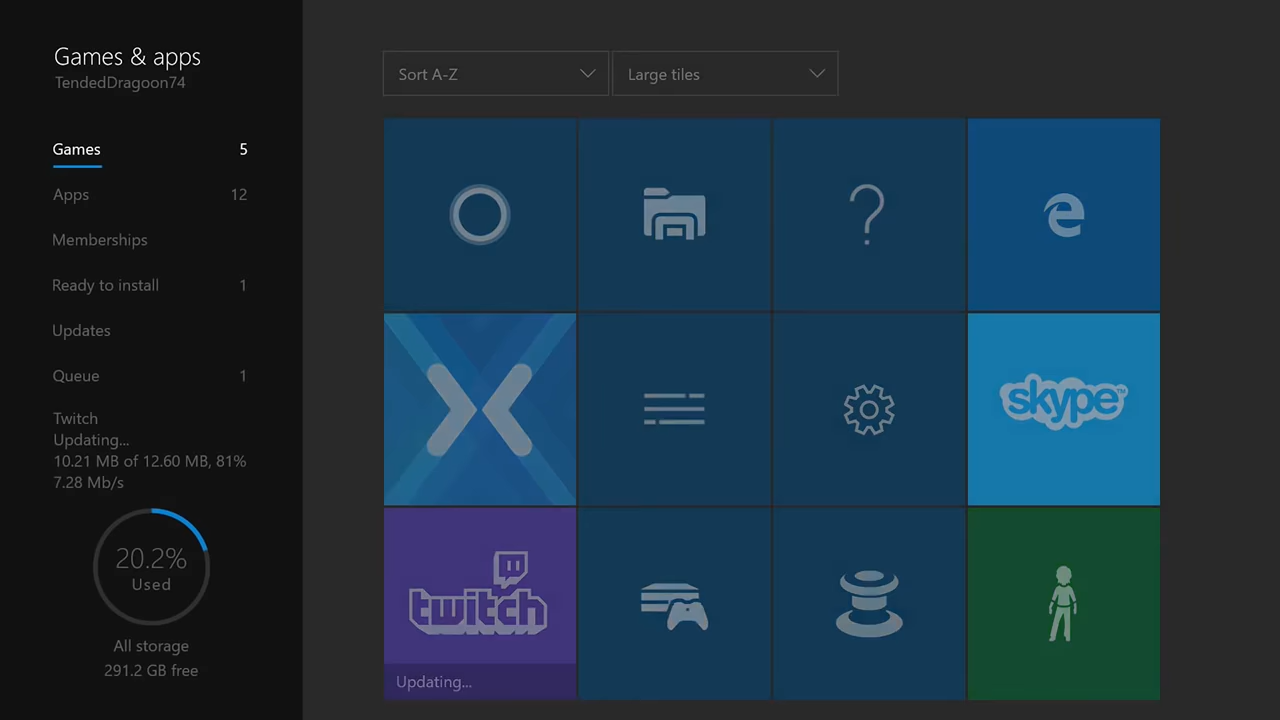 Games & apps
TendedDragoon74
Games 5
Apps 12
Memberships
Ready to install 1
Updates
Queue 1
Twitch
Updating...
10.21 MB of 12.60 MB, 81%
7.28 Mb/s
20.2%
Used
All storage
291.2 GB free
Sort A-Z
Large tiles
skype™
twitch
Updating...